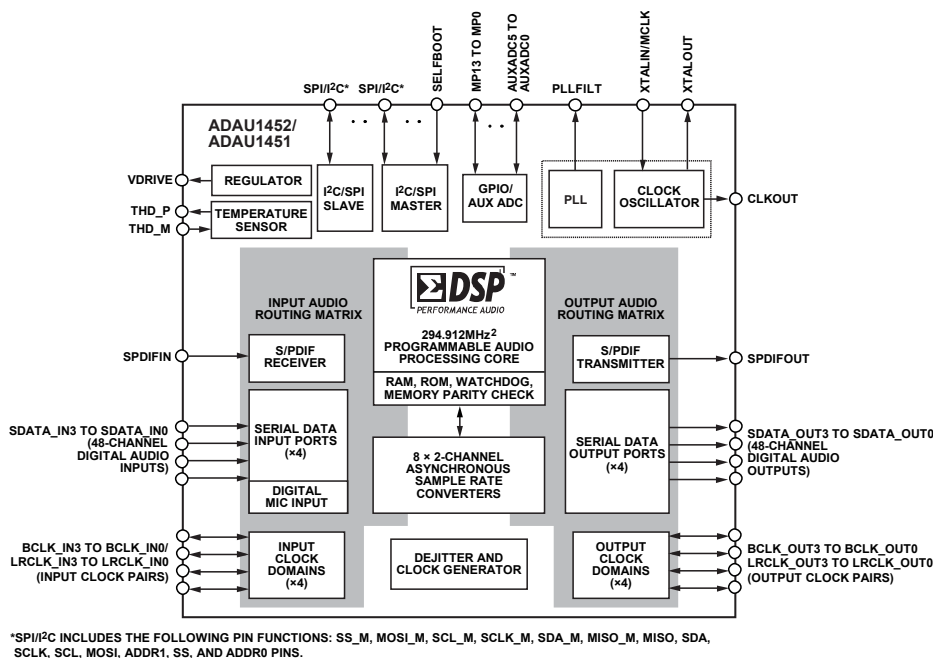 SPI/I²C*
SPI/I²C*
SELFBOOT
MP13 TO MP0
AUXADC5 TO
AUXADC0
PLLFILT
XTALIN/MCLK
XTALOUT
ADAU1452/
ADAU1451
VDRIVE
REGULATOR
THD_P
THD_M
TEMPERATURE
SENSOR
I²C/SPI
SLAVE
I²C/SPI
MASTER
GPIO/
AUX ADC
PLL
CLOCK
OSCILLATOR
CLKOUT
INPUT AUDIO
ROUTING MATRIX
DSP™
PERFORMANCE AUDIO
294.912MHz²
PROGRAMMABLE AUDIO
PROCESSING CORE
RAM, ROM, WATCHDOG,
MEMORY PARITY CHECK
OUTPUT AUDIO
ROUTING MATRIX
SPDIFIN
S/PDIF
RECEIVER
S/PDIF
TRANSMITTER
SPDIFOUT
SDATA_IN3 TO SDATA_IN0
(48-CHANNEL
DIGITAL AUDIO
INPUTS)
SERIAL DATA
INPUT PORTS
(×4)
DIGITAL
MIC INPUT
8 × 2-CHANNEL
ASYNCHRONOUS
SAMPLE RATE
CONVERTERS
SERIAL DATA
OUTPUT PORTS
(×4)
SDATA_OUT3 TO SDATA_OUT0
(48-CHANNEL
DIGITAL AUDIO
OUTPUTS)
BCLK_IN3 TO BCLK_IN0/
LRCLK_IN3 TO LRCLK_IN0
(INPUT CLOCK PAIRS)
INPUT
CLOCK
DOMAINS
(×4)
DEJITTER AND
CLOCK GENERATOR
OUTPUT
CLOCK
DOMAINS
(×4)
BCLK_OUT3 TO BCLK_OUT0
LRCLK_OUT3 TO LRCLK_OUT0
(OUTPUT CLOCK PAIRS)
*SPI/I²C INCLUDES THE FOLLOWING PIN FUNCTIONS: SS_M, MOSI_M, SCL_M, SCLK_M, SDA_M, MISO_M, MISO, SDA,
SCLK, SCL, MOSI, ADDR1, SS, AND ADDR0 PINS.